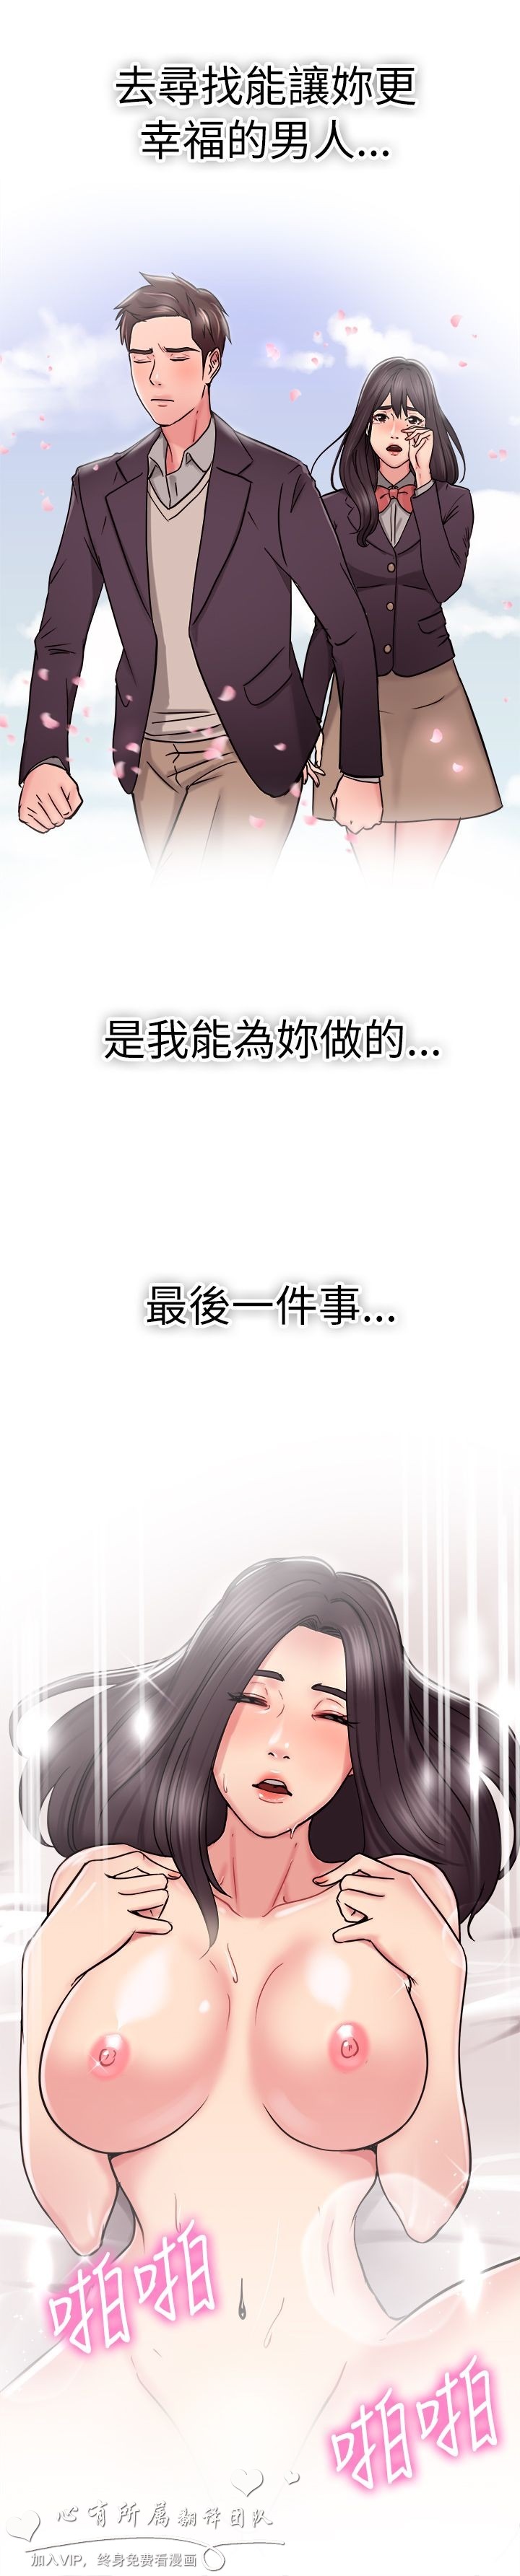 去尋找能讓妳更
幸福的男人...
是我能為妳做的...
最後一件事...
啪啪
啪啪
心有所属翻译团队
加入VIP，终身免费看漫画